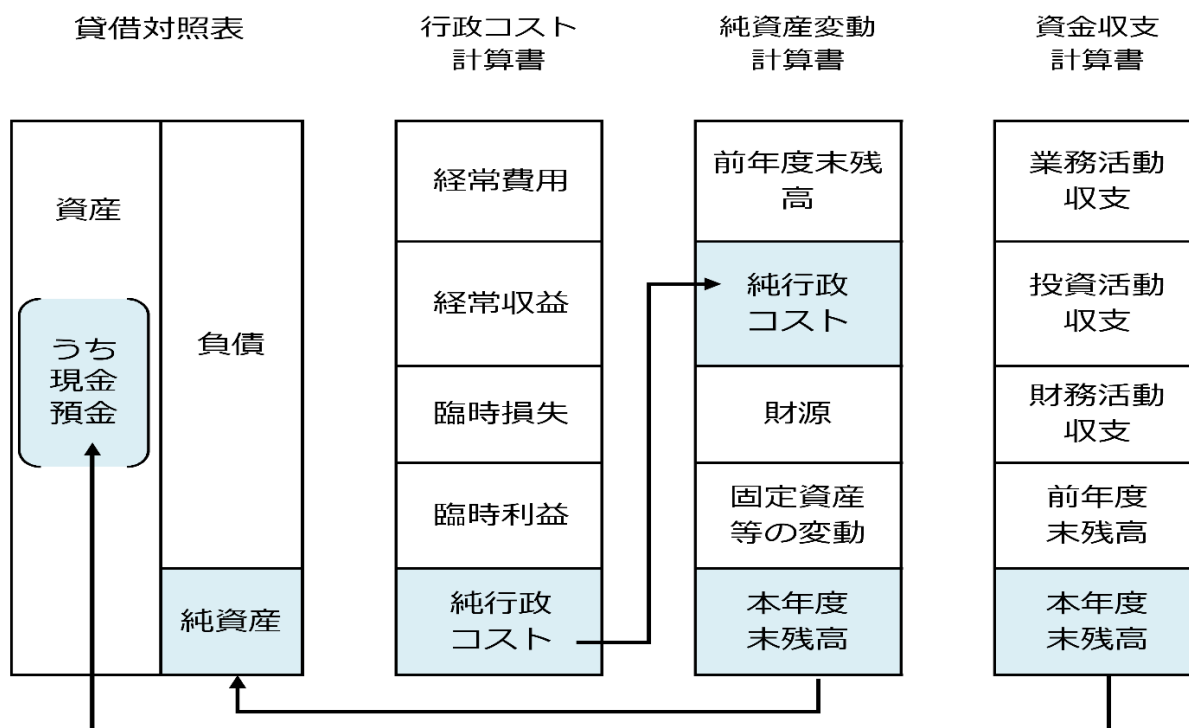 貸借対照表
行政コスト
計算書
純資産変動
計算書
資金収支
計算書
資産
うち
現金
預金
負債
純資産
経常費用
経常収益
臨時損失
臨時利益
純行政
コスト
前年度末残
高
純行政
コスト
財源
固定資産
等の変動
本年度
末残高
業務活動
収支
投資活動
収支
財務活動
収支
前年度
末残高
本年度
末残高